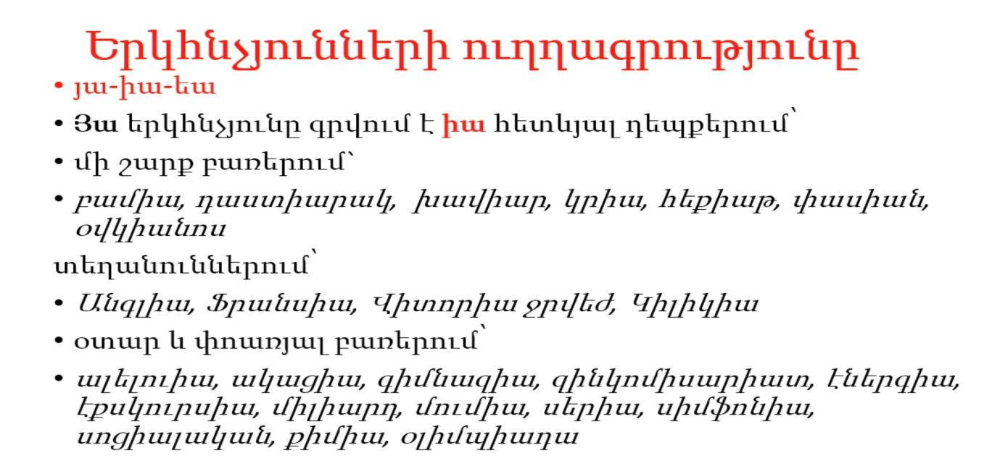 Երկհնչյունների ուղղագրությունը
• յա-իա-եա
• Յա երկհնչյունը գրվում է իա հետևյալ դեպքերում՝
• մի շարք բառերում՝
• բամիա, դաստիարակ, խավիար, կրիա, հեքիաթ, փասիան,
օվկիանոս
տեղանուններում՝
• Անգլիա, Ֆրանսիա, Վիտորիա ջրվեժ, Կիլիկիա
• օտար և փոառյալ բառերում՝
• ալելուիա, ակացիա, գիմնազիա, զինկոմիսարիատ, էներգիա,
էքսկուրսիա, միլիարդ, մումիա, սերիա, սիմֆոնիա,
սոցիալական, քիմիա, օլիմպիադա